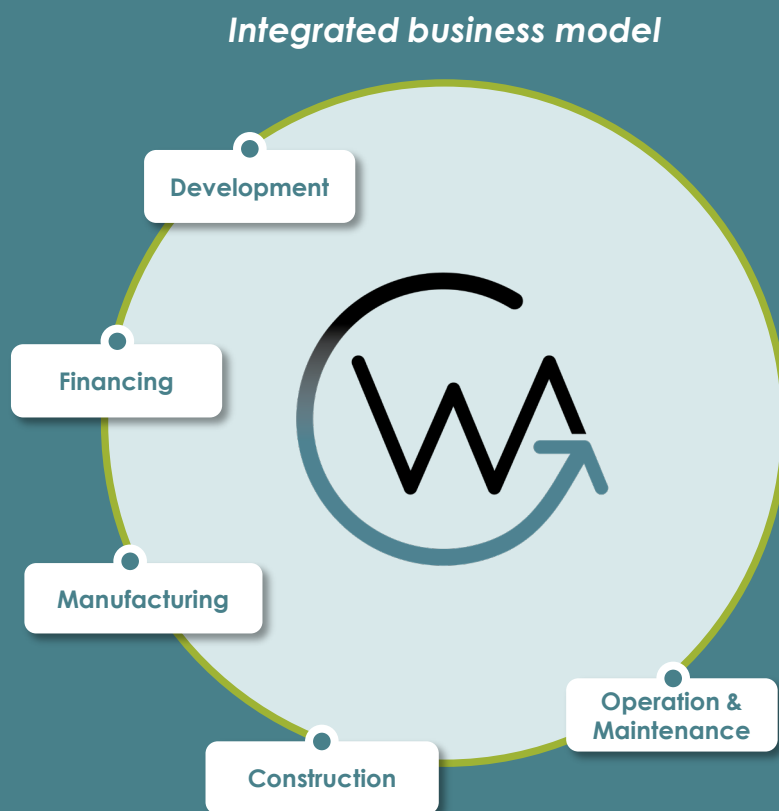 Integrated business model
Development
Financing
Manufacturing
Construction
Operation &
Maintenance